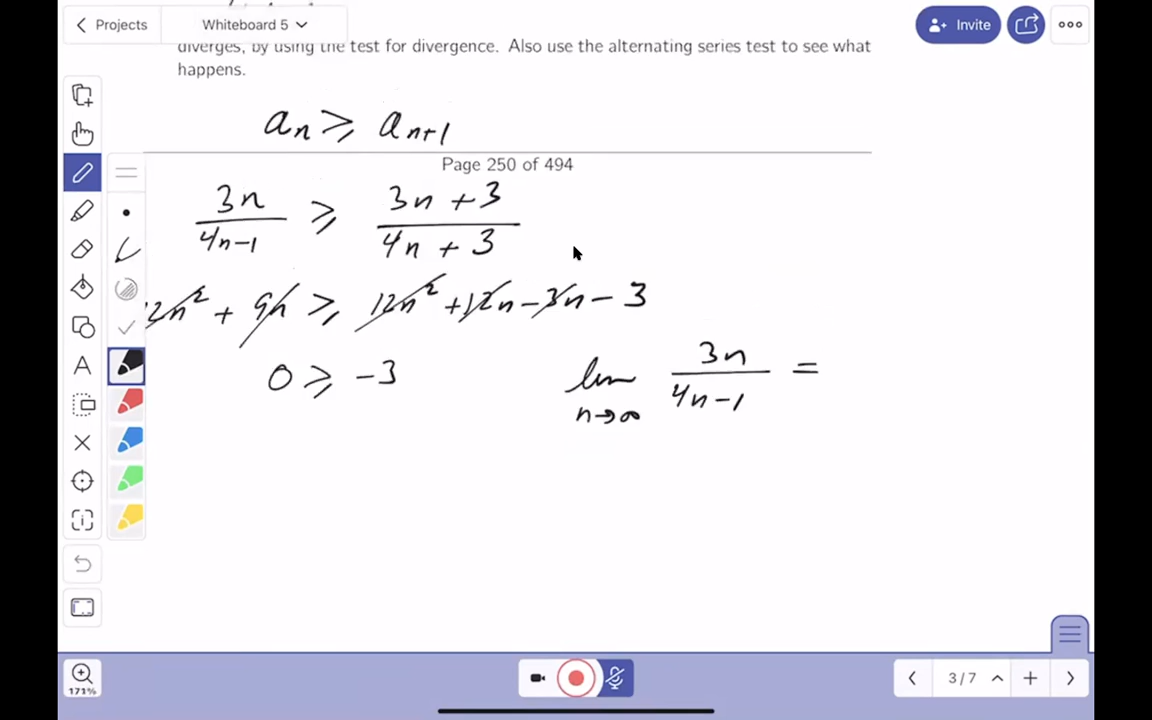 Projects
Whiteboard 5
Invite
diverges, by using the test for divergence. Also use the alternating series test to see what
happens.
aₙ ⩾ aₙ₊₁
Page 250 of 494
3n/(4n−1) ⩾ (3n+3)/(4n+3)
12n² + 9n ⩾ 12n² + 12n − 3n − 3
0 ⩾ −3
lim n→∞ 3n/(4n−1) =
A
171%
3/7